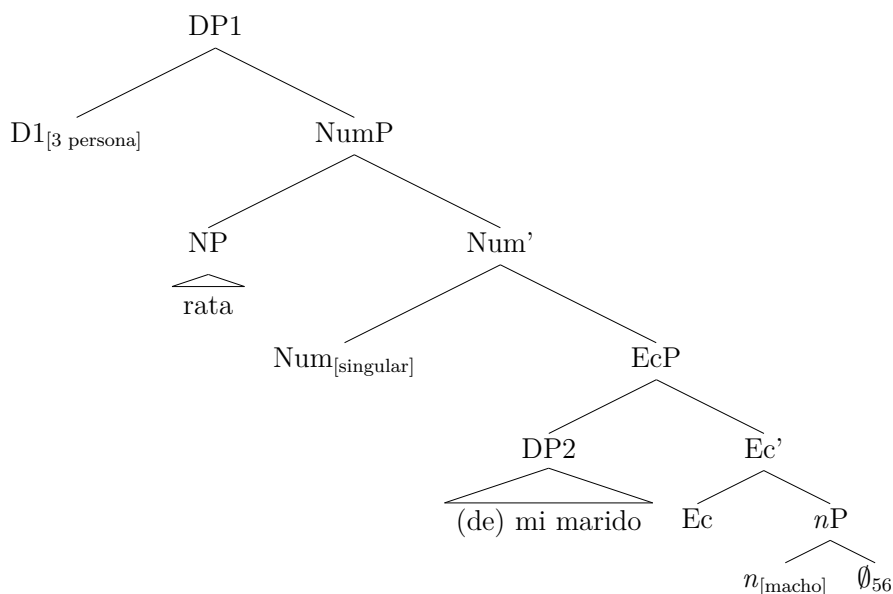 DP1
D1[3 persona] NumP
NP Num'
rata
Num[singular] EcP
DP2 Ec'
(de) mi marido Ec nP
n[macho] ∅56